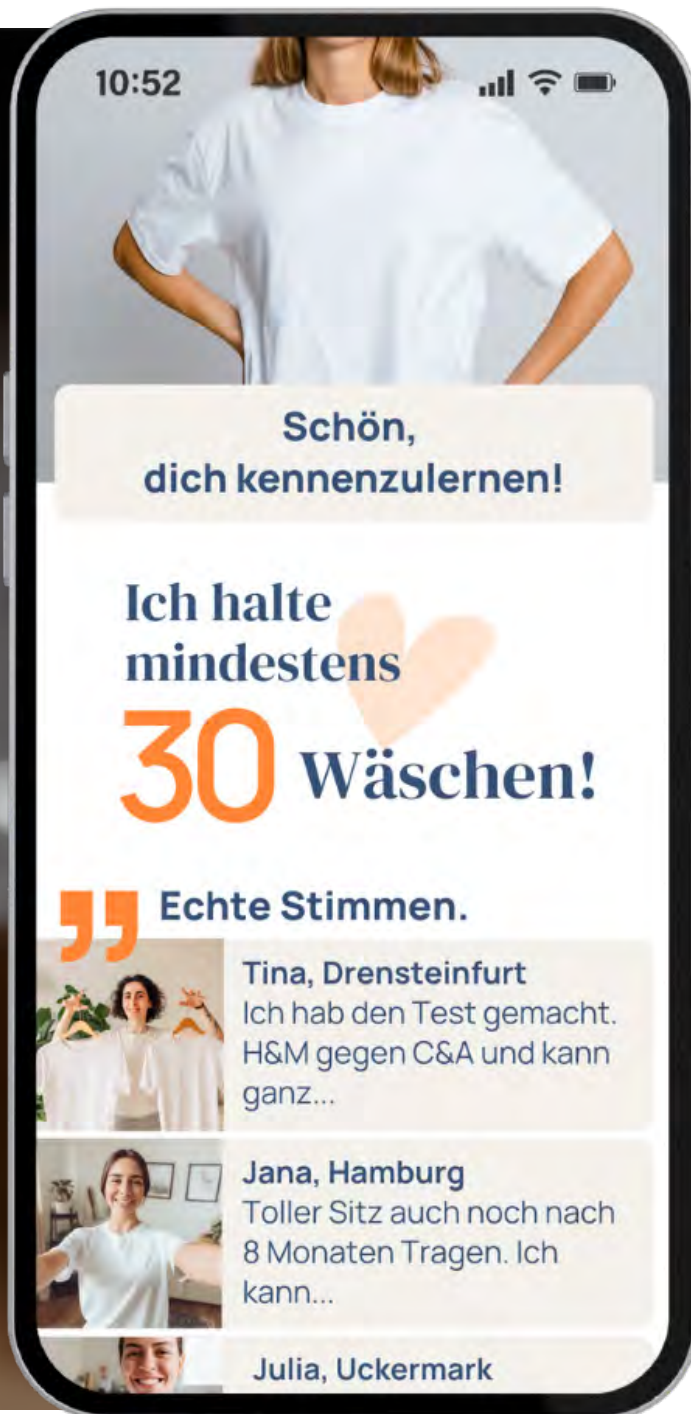 10:52
Schön,
dich kennenzulernen!
Ich halte
mindestens
30 Wäschen!
Echte Stimmen.
Tina, Drensteinfurt
Ich hab den Test gemacht.
H&M gegen C&A und kann
ganz...
Jana, Hamburg
Toller Sitz auch noch nach
8 Monaten Tragen. Ich
kann...
Julia, Uckermark